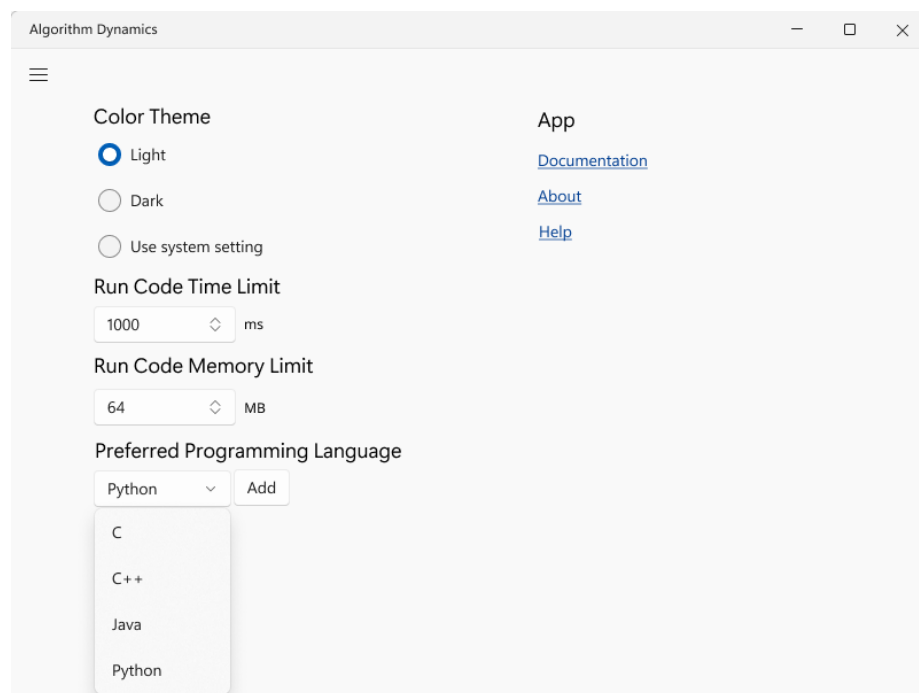 Algorithm Dynamics
Color Theme
Light
Dark
Use system setting
Run Code Time Limit
1000 ms
Run Code Memory Limit
64 MB
Preferred Programming Language
Python Add
C
C++
Java
Python
App
Documentation
About
Help